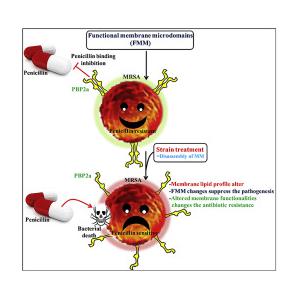 Functional membrane microdomains
(FMM)
Penicillin binding
inhibition
Penicillin
MRSA
PBP2a
Penicillin resistant
Strain treatment
•Disassembly of MM
PBP2a
MRSA
•Membrane lipid profile alter
-FMM changes suppress the pathogenesis
-Altered membrane functionalities
changes the antibiotic resistance
Penicillin
Bacterial
death
Penicillin sensitive